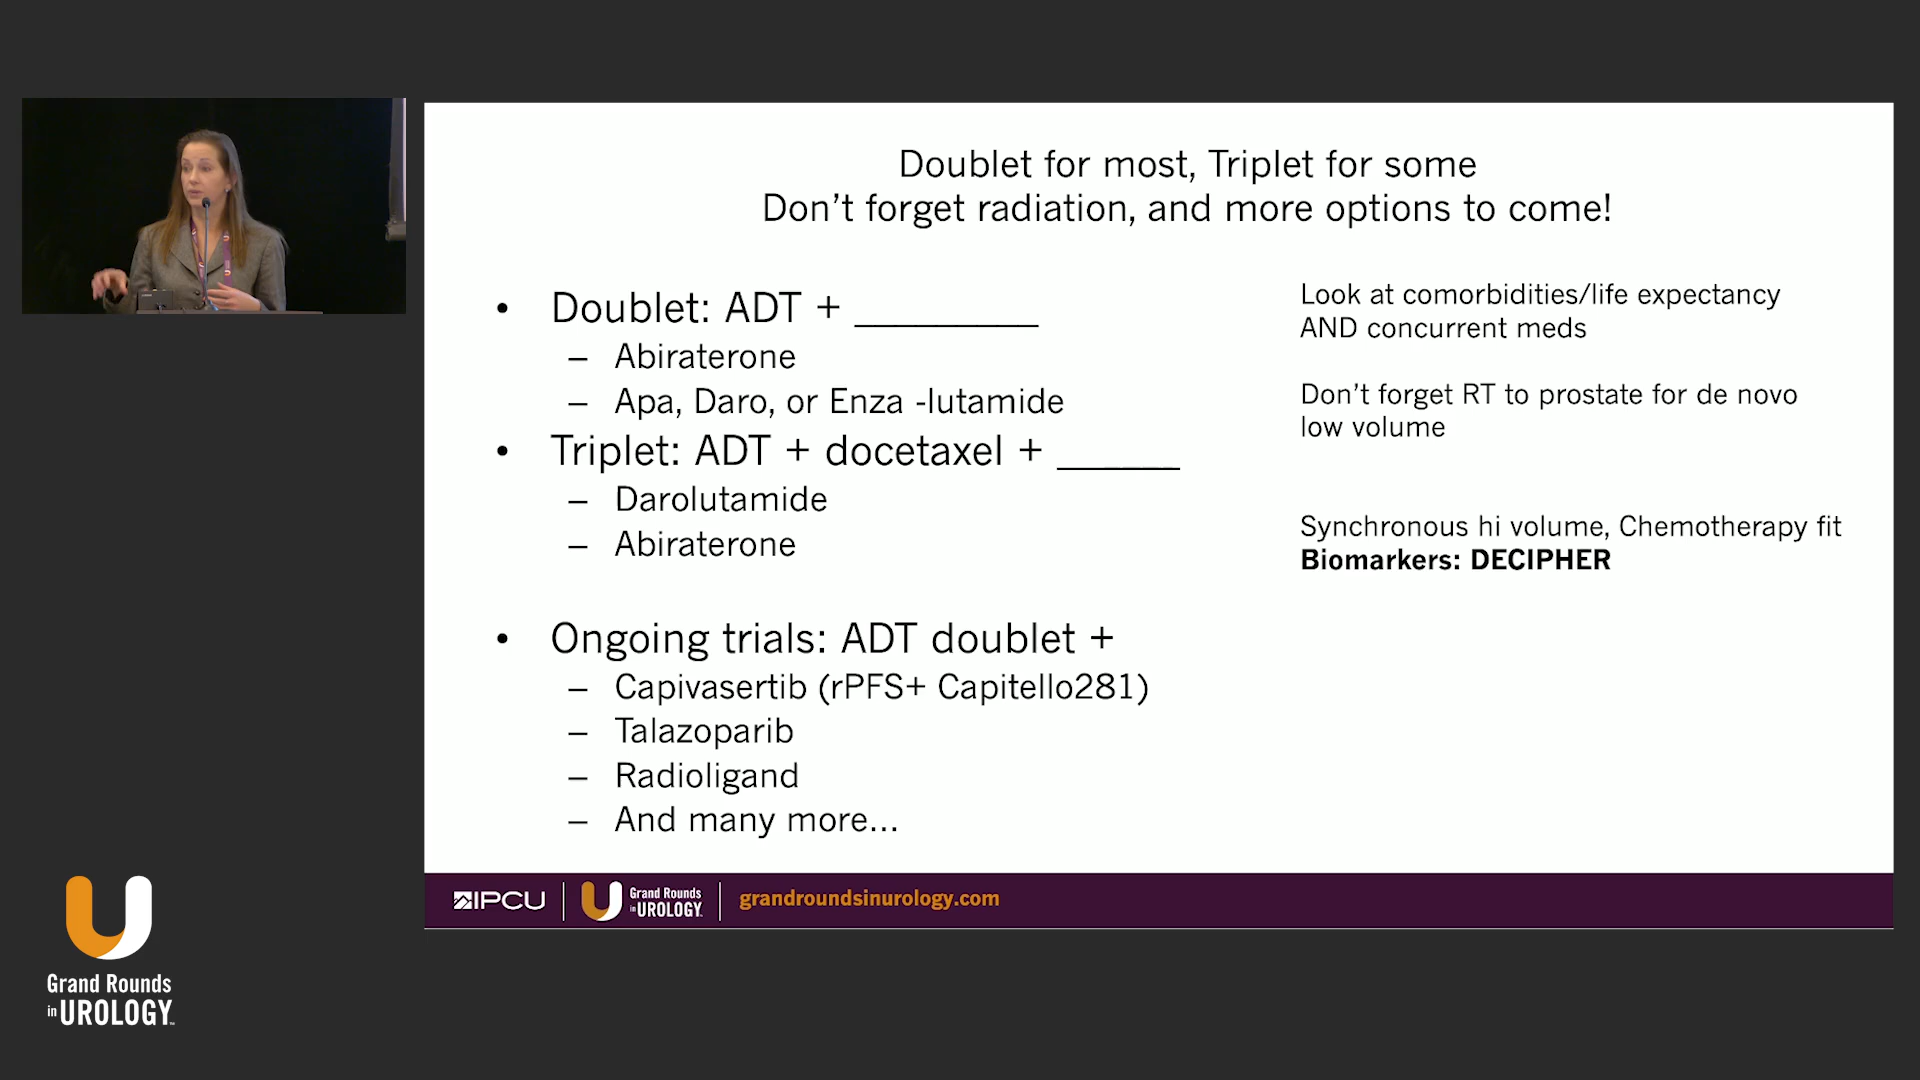 Doublet for most, Triplet for some
Don't forget radiation, and more options to come!
• Doublet: ADT + _________
– Abiraterone
– Apa, Daro, or Enza -lutamide
• Triplet: ADT + docetaxel + ______
– Darolutamide
– Abiraterone
• Ongoing trials: ADT doublet +
– Capivasertib (rPFS+ Capitello281)
– Talazoparib
– Radioligand
– And many more...
Look at comorbidities/life expectancy
AND concurrent meds
Don't forget RT to prostate for de novo
low volume
Synchronous hi volume, Chemotherapy fit
Biomarkers: DECIPHER
IPCU
Grand Rounds
in UROLOGY
grandroundsinurology.com
Grand Rounds
in UROLOGY